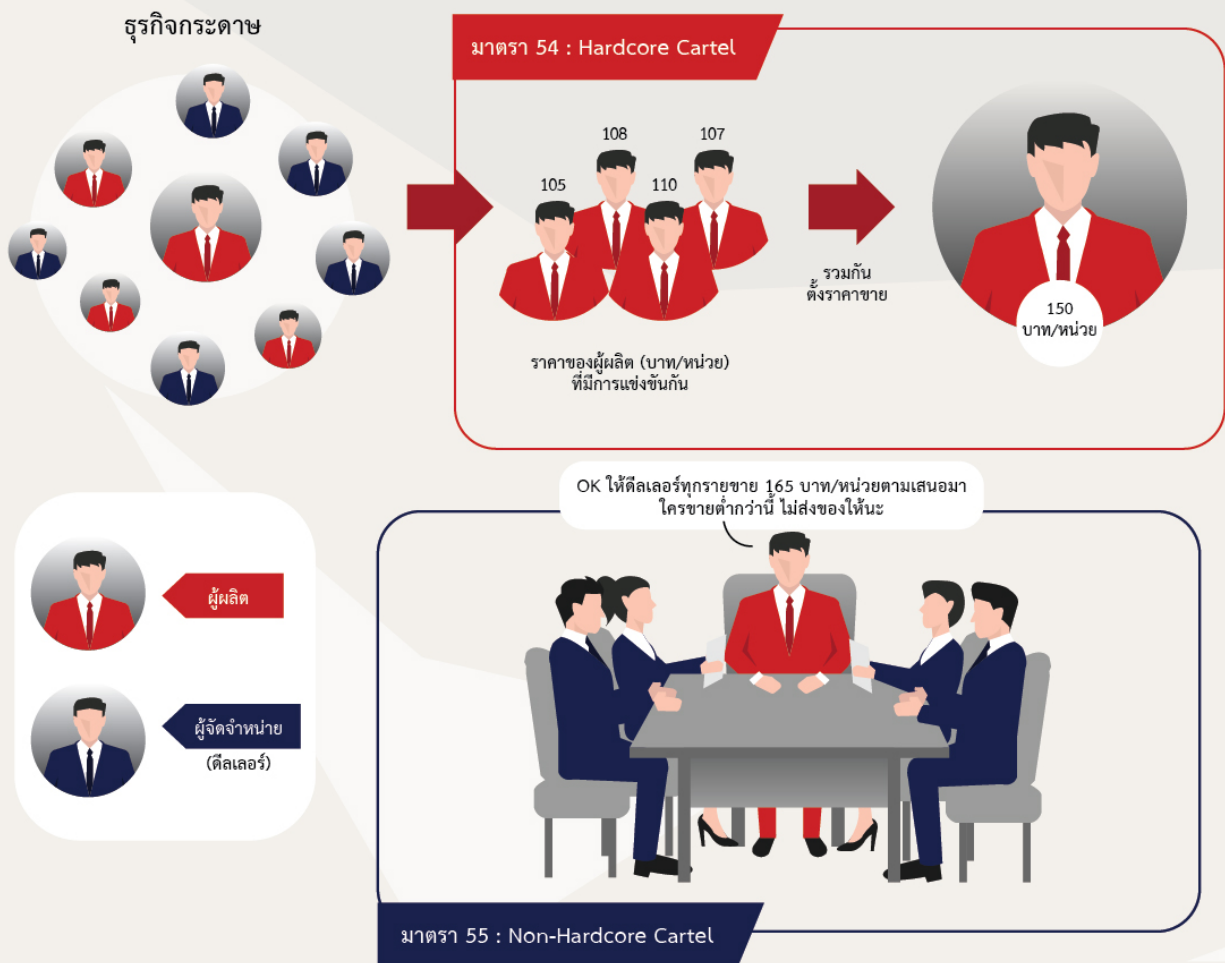 ธุรกิจกระดาษ
มาตรา 54 : Hardcore Cartel
108
107
105
110
รวมกัน
ตั้งราคาขาย
150
บาท/หน่วย
ราคาของผู้ผลิต (บาท/หน่วย)
ที่มีการแข่งขันกัน
OK ให้ดีลเลอร์ทุกรายขาย 165 บาท/หน่วยตามเสนอมา
ใครขายต่ำกว่านี้ ไม่ส่งของให้นะ
ผู้ผลิต
ผู้จัดจำหน่าย
(ดีลเลอร์)
มาตรา 55 : Non-Hardcore Cartel